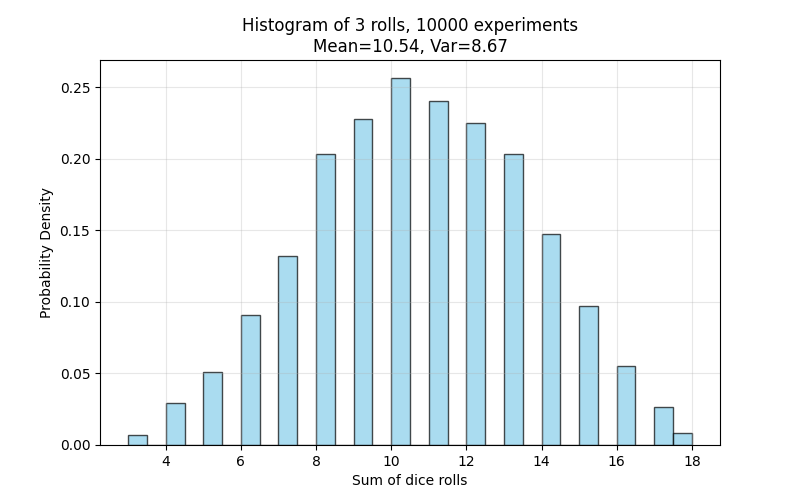 Histogram of 3 rolls, 10000 experiments
Mean=10.54, Var=8.67
0.25
0.20
0.15
0.10
0.05
0.00
Probability Density
4 6 8 10 12 14 16 18
Sum of dice rolls